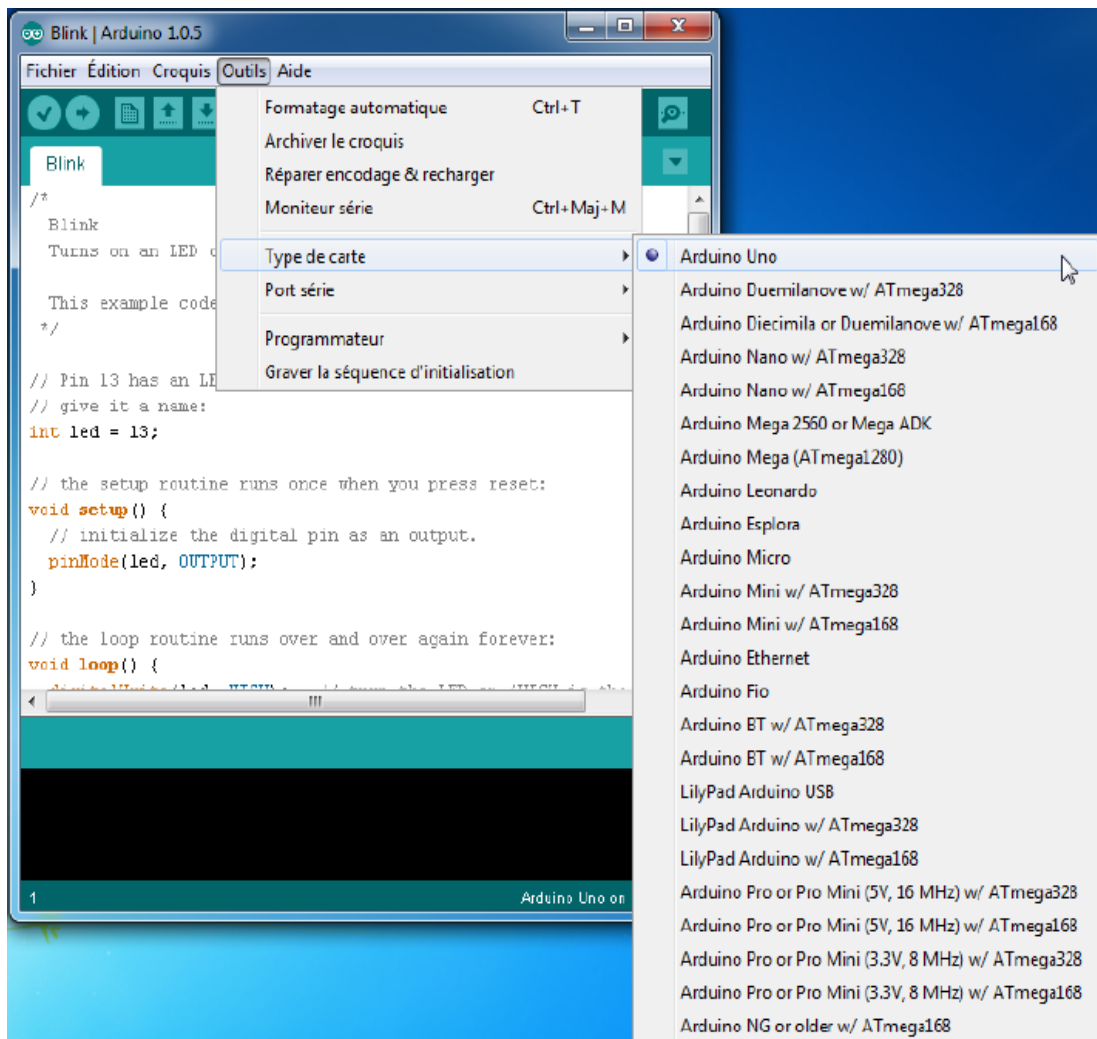 Blink | Arduino 1.0.5
Fichier Édition Croquis Outils Aide
Formatage automatique Ctrl+T
Archiver le croquis
Réparer encodage & recharger
Moniteur série Ctrl+Maj+M
Type de carte
Port série
Programmateur
Graver la séquence d'initialisation
Blink
/*
Blink
Turns on an LED
This example code
*/
// Pin 13 has an
// give it a name:
int led = 13;
// the setup routine runs once when you press reset:
void setup() {
// initialize the digital pin as an output.
pinMode(led, OUTPUT);
}
// the loop routine runs over and over again forever:
void loop() {
1 Arduino Uno on
Arduino Uno
Arduino Duemilanove w/ ATmega328
Arduino Diecimila or Duemilanove w/ ATmega168
Arduino Nano w/ ATmega328
Arduino Nano w/ ATmega168
Arduino Mega 2560 or Mega ADK
Arduino Mega (ATmega1280)
Arduino Leonardo
Arduino Esplora
Arduino Micro
Arduino Mini w/ ATmega328
Arduino Mini w/ ATmega168
Arduino Ethernet
Arduino Fio
Arduino BT w/ ATmega328
Arduino BT w/ ATmega168
LilyPad Arduino USB
LilyPad Arduino w/ ATmega328
LilyPad Arduino w/ ATmega168
Arduino Pro or Pro Mini (5V, 16 MHz) w/ ATmega328
Arduino Pro or Pro Mini (5V, 16 MHz) w/ ATmega168
Arduino Pro or Pro Mini (3.3V, 8 MHz) w/ ATmega328
Arduino Pro or Pro Mini (3.3V, 8 MHz) w/ ATmega168
Arduino NG or older w/ ATmega168